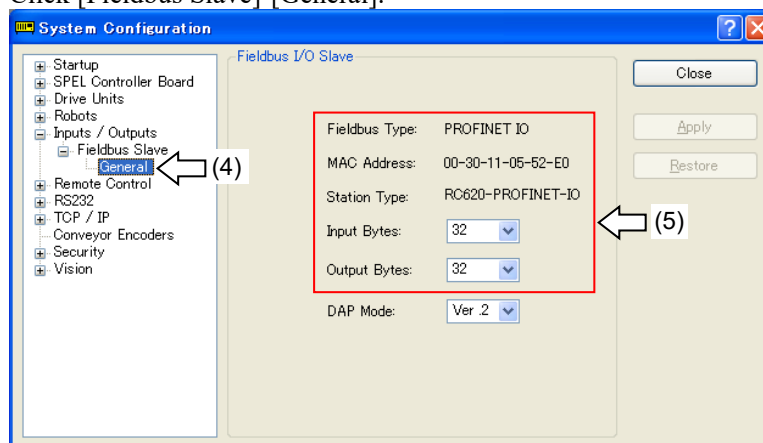 Click [Fieldbus Slave]-[General].
System Configuration
Startup
SPEL Controller Board
Drive Units
Robots
Inputs / Outputs
Fieldbus Slave
General
(4)
Remote Control
RS232
TCP / IP
Conveyor Encoders
Security
Vision
Fieldbus I/O Slave
Fieldbus Type: PROFINET IO
MAC Address: 00-30-11-05-52-E0
Station Type: RC620-PROFINET-IO
Input Bytes: 32
Output Bytes: 32
(5)
DAP Mode: Ver .2
Close
Apply
Restore